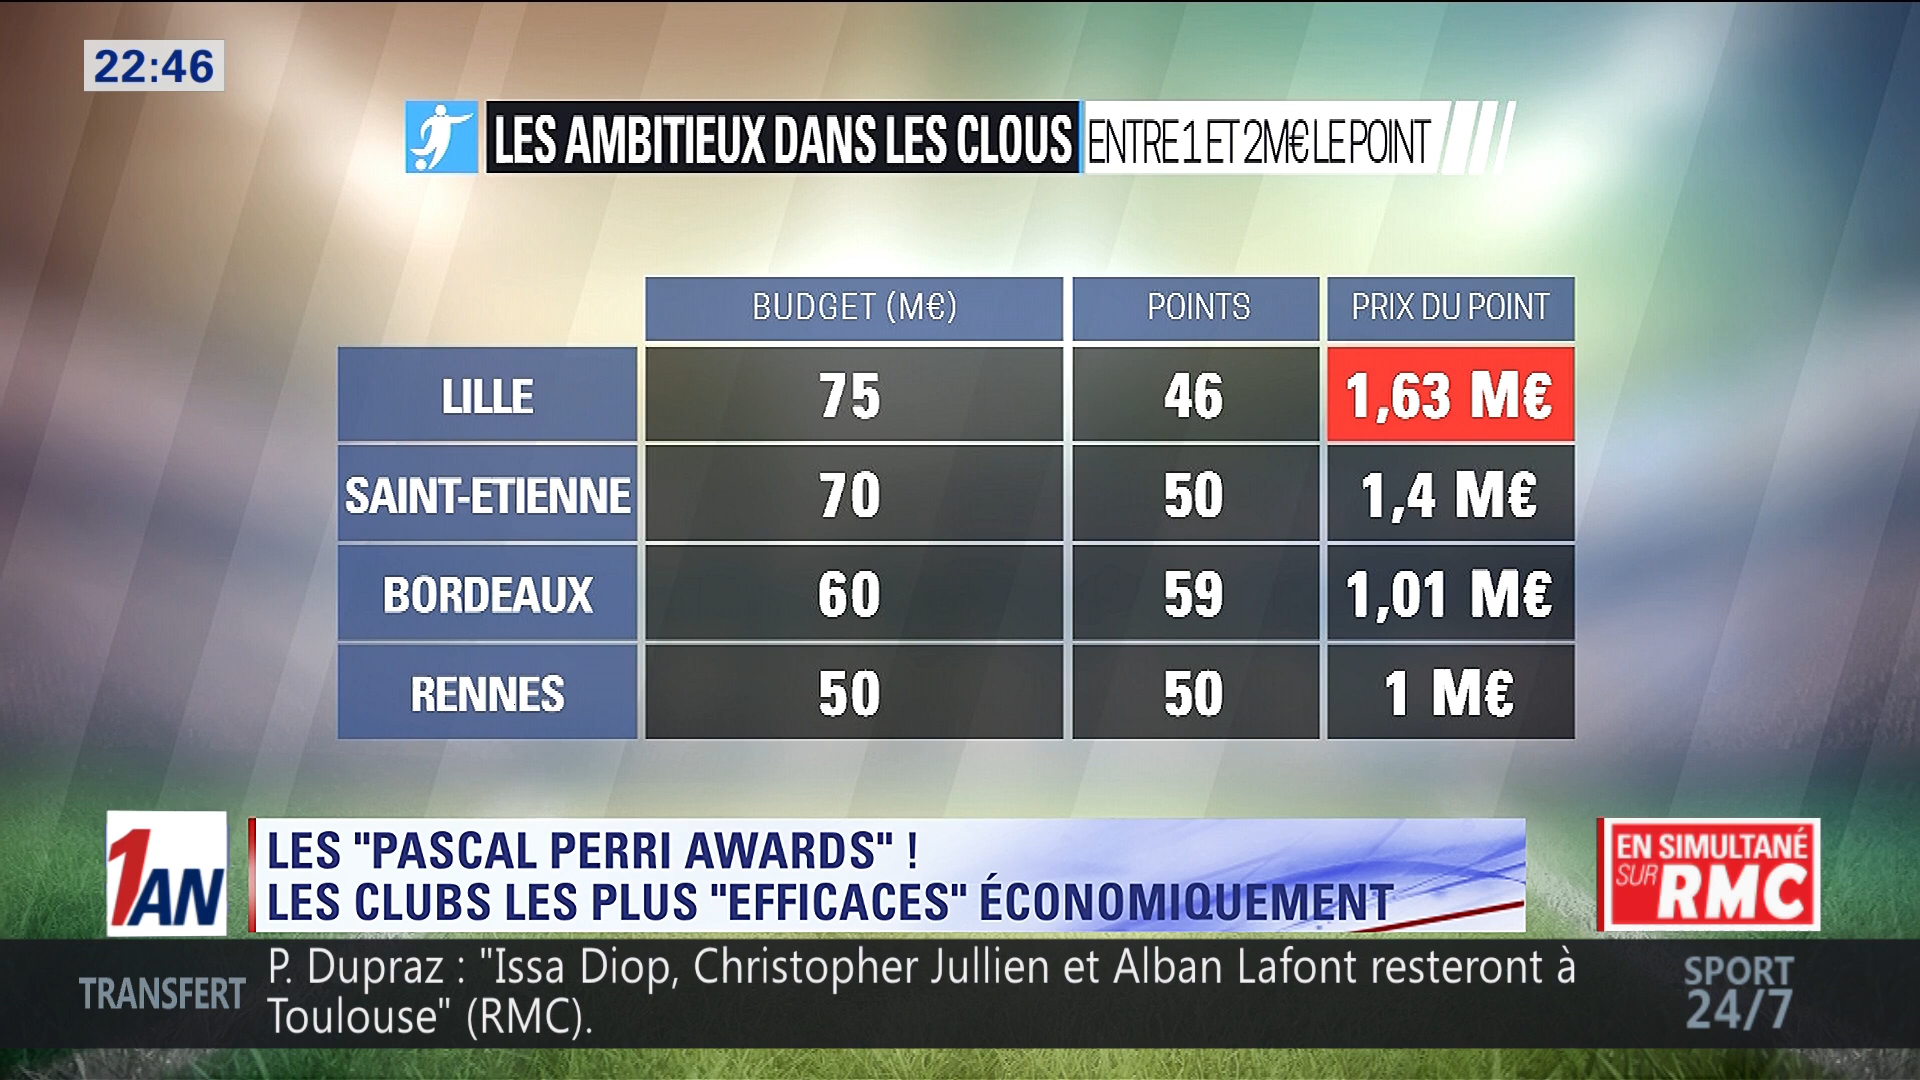 22:46
LES AMBITIEUX DANS LES CLOUS ENTRE 1 ET 2M€ LE POINT
BUDGET (M€) POINTS PRIX DU POINT
LILLE 75 46 1,63 M€
SAINT-ETIENNE 70 50 1,4 M€
BORDEAUX 60 59 1,01 M€
RENNES 50 50 1 M€
1AN
LES "PASCAL PERRI AWARDS" !
LES CLUBS LES PLUS "EFFICACES" ÉCONOMIQUEMENT
EN SIMULTANÉ
SUR RMC
TRANSFERT
P. Dupraz : "Issa Diop, Christopher Jullien et Alban Lafont resteront à
Toulouse" (RMC).
SPORT
24/7